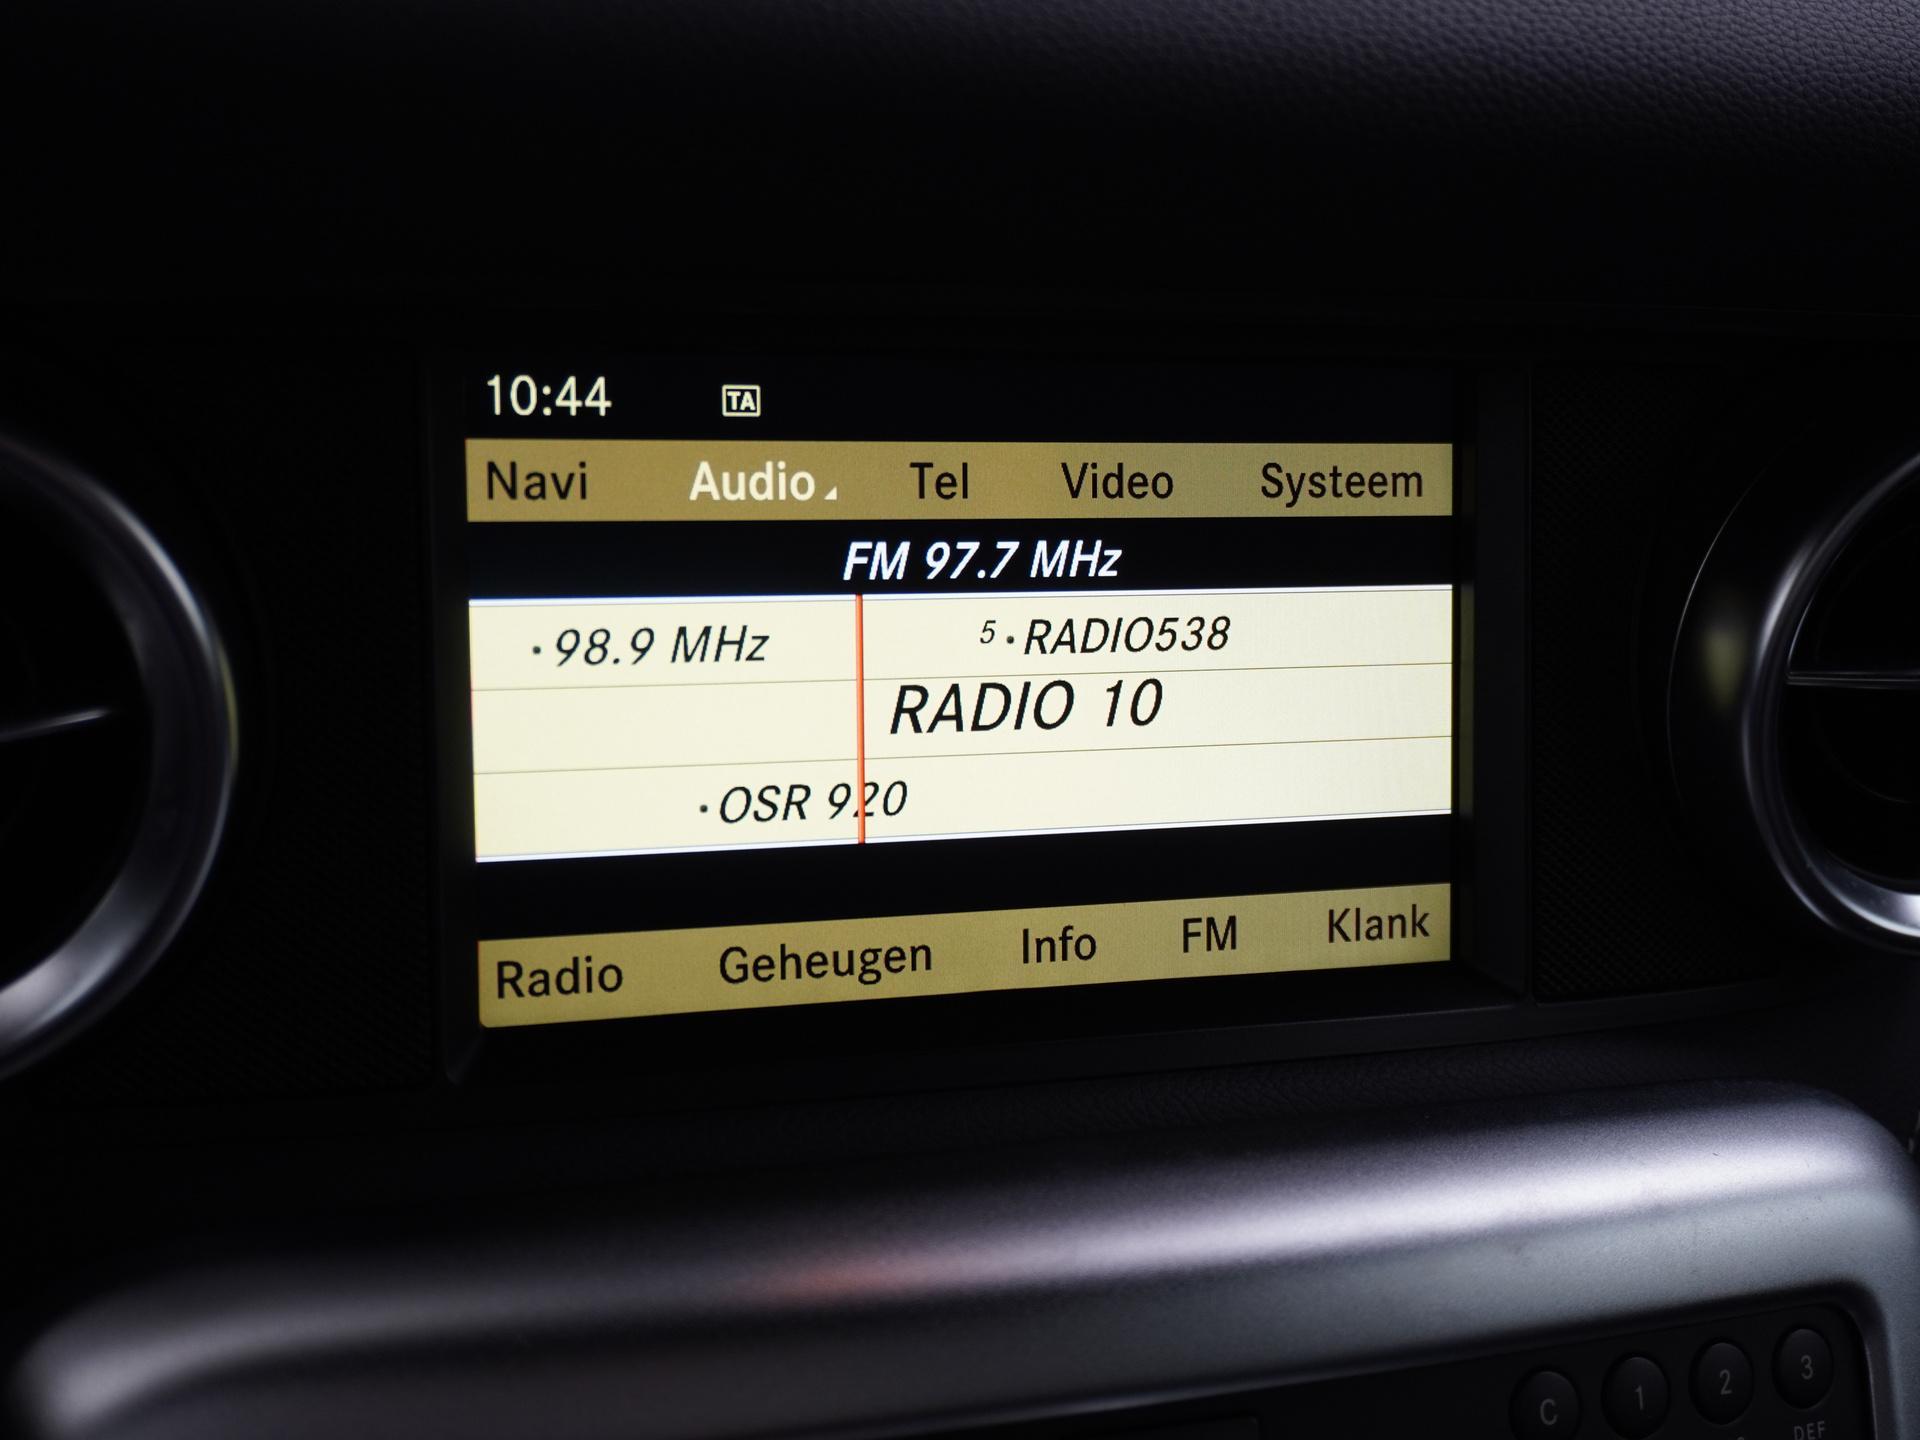 10:44 TA
Navi Audio Tel Video Systeem
FM 97.7 MHz
·98.9 MHz 5·RADIO538
RADIO 10
·OSR 920
Radio Geheugen Info FM Klank
C 1 2 3
DEF